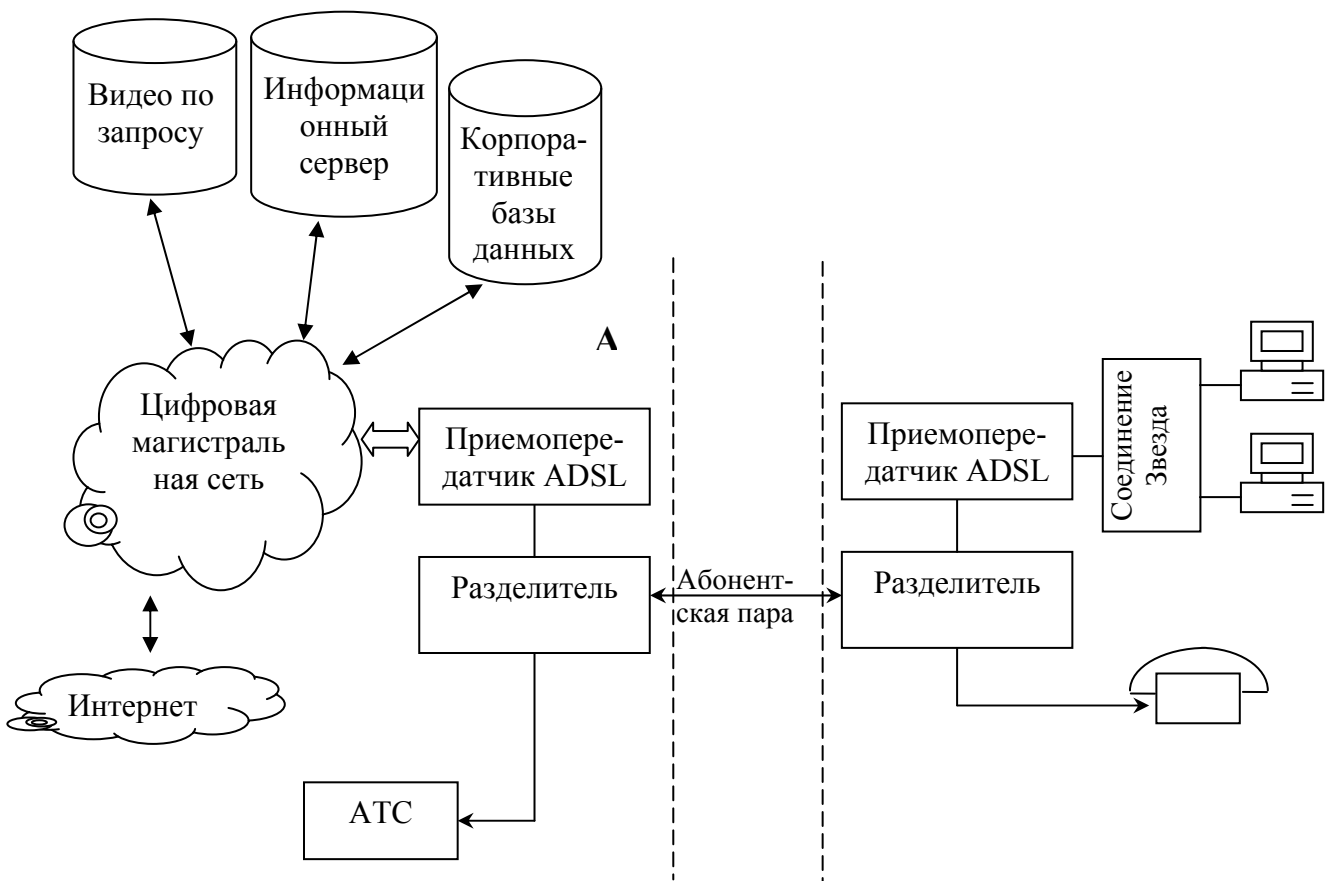 Видео по
запросу
Информаци
онный
сервер
Корпора-
тивные
базы
данных
А
Цифровая
магистраль
ная сеть
Приемопере-
датчик ADSL
Приемопере-
датчик ADSL
Соединение
Звезда
Разделитель
Абонент-
ская пара
Разделитель
Интернет
АТС